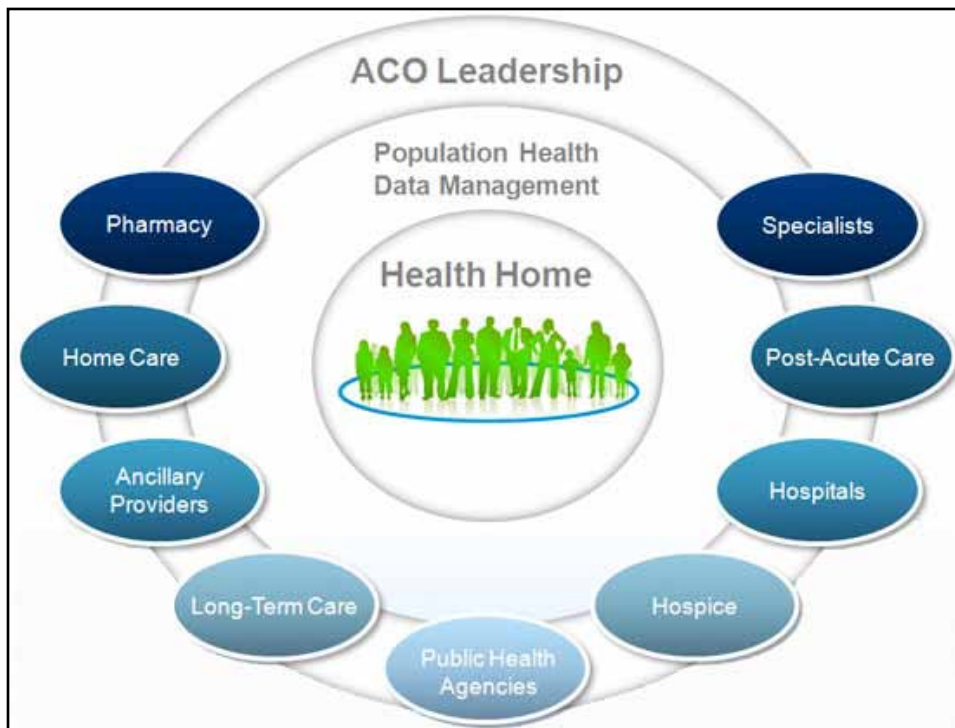 ACO Leadership
Population Health
Data Management
Pharmacy
Specialists
Health Home
Home Care
Post-Acute Care
Ancillary
Providers
Hospitals
Long-Term Care
Hospice
Public Health
Agencies